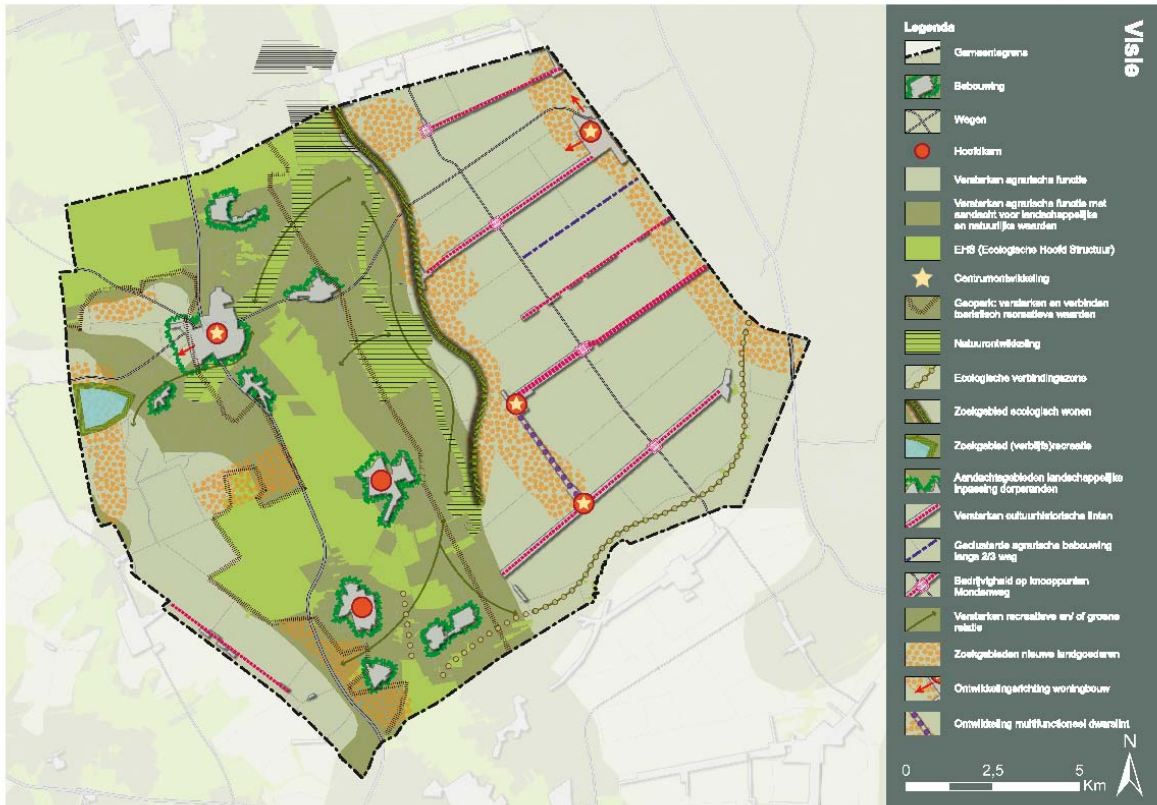 Visie
Legenda
Gemeentegrens
Bebouwing
Wegen
Hoofdkern
Versterken agrarische functie
Versterken agrarische functie met
aandacht voor landschappelijke
en natuurlijke waarden
EHS (Ecologische Hoofd Structuur)
Centrumontwikkeling
Geopark: versterken en verbinden
toeristisch recreatieve waarden
Natuurontwikkeling
Ecologische verbindingszone
Zoekgebied ecologisch wonen
Zoekgebied (verblijfs)recreatie
Aandachtsgebieden landschappelijke
inpassing dorpsranden
Versterken cultuurhistorische linten
Geclusterde agrarische bebouwing
langs 2/3 weg
Bedrijvigheid op knooppunten
Mondenweg
Versterken recreatieve en/ of groene
relatie
Zoekgebieden nieuwe landgoederen
Ontwikkelingsrichting woningbouw
Ontwikkeling multifunctioneel dwarslint
N
0 2,5 5
Km